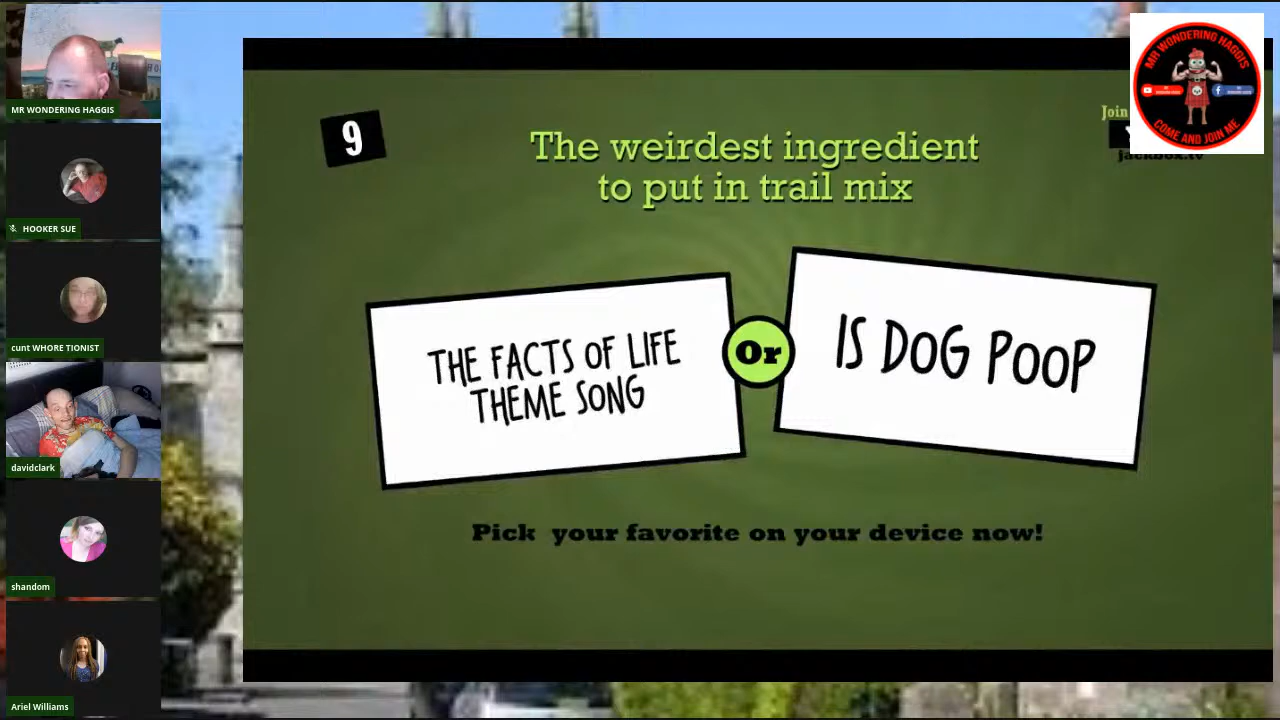 MR WONDERING HAGGIS
HOOKER SUE
cunt WHORE TIONIST
davidclark
shandom
Ariel Williams
9
The weirdest ingredient
to put in trail mix
THE FACTS OF LIFE
THEME SONG
Or
IS DOG POOP
Pick your favorite on your device now!
Join
jackbox.tv
MR WONDERING HAGGIS
COME AND JOIN ME